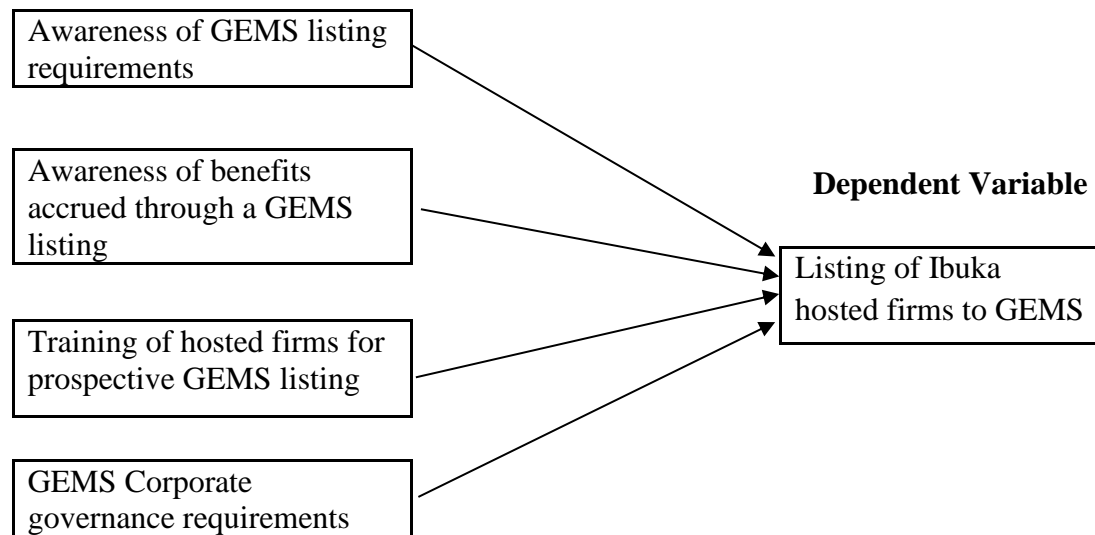 Awareness of GEMS listing
requirements
Awareness of benefits
accrued through a GEMS
listing
Training of hosted firms for
prospective GEMS listing
GEMS Corporate
governance requirements
Dependent Variable
Listing of Ibuka
hosted firms to GEMS